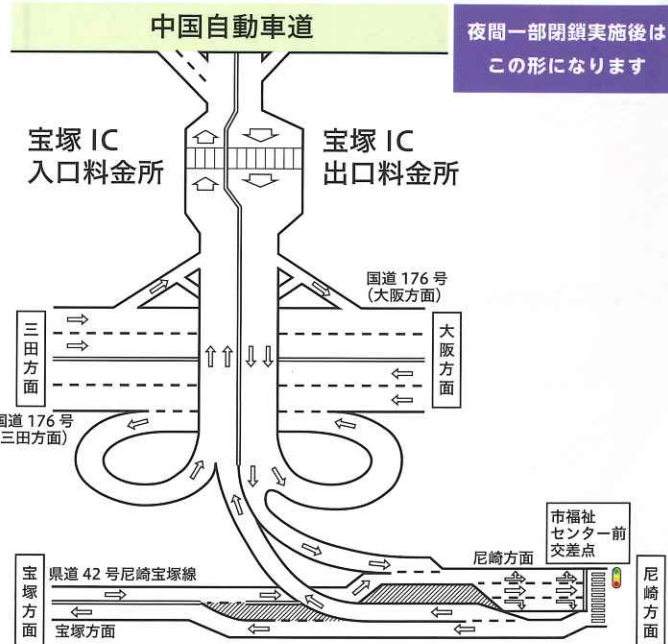 中国自動車道
夜間一部閉鎖実施後は
この形になります
宝塚 IC
入口料金所
宝塚 IC
出口料金所
国道 176 号
(大阪方面)
三田方面
大阪方面
国道 176 号
三田方面)
市福祉
センター前
交差点
尼崎方面
宝塚方面
県道 42 号尼崎宝塚線
尼崎方面
宝塚方面